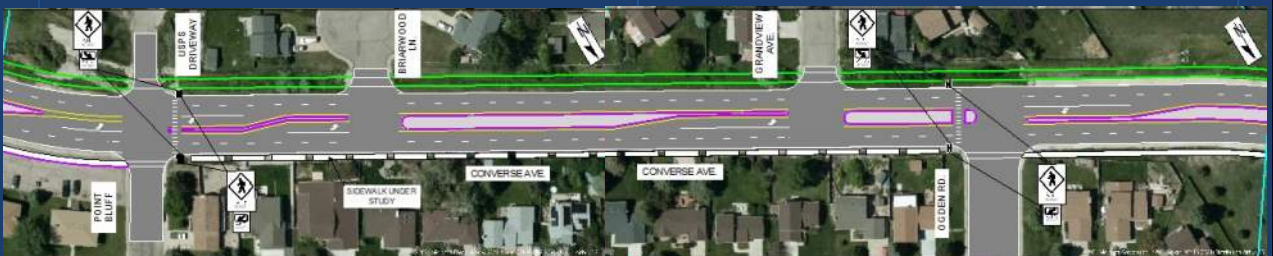 USPS
DRIVEWAY
BRIARWOOD
LN.
GRANDVIEW
AVE.
N
N
POINT
BLUFF
SIDEWALK UNDER
STUDY
CONVERSE AVE.
CONVERSE AVE.
OGDEN RD.